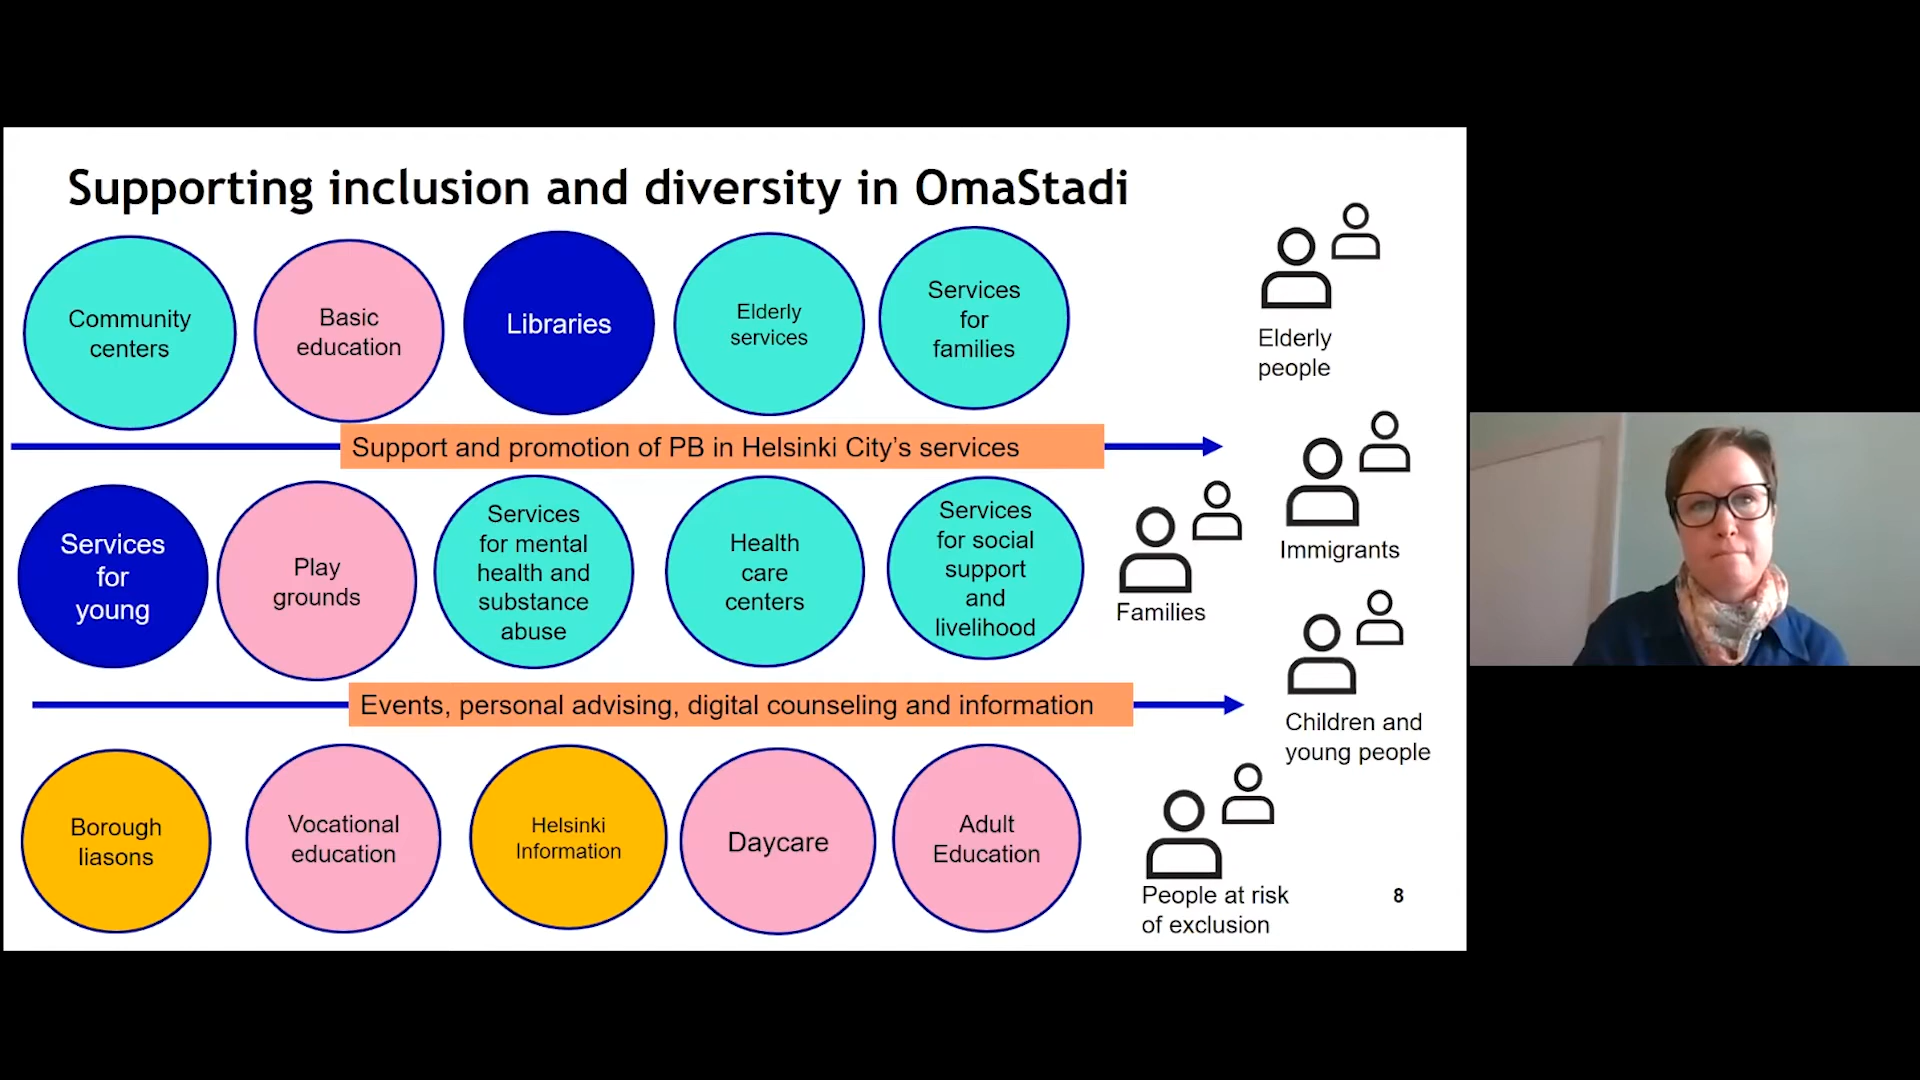 Supporting inclusion and diversity in OmaStadi
Community
centers
Basic
education
Libraries
Elderly
services
Services
for
families
Elderly
people
Support and promotion of PB in Helsinki City’s services
Services
for
young
Play
grounds
Services
for mental
health and
substance
abuse
Health
care
centers
Services
for social
support
and
livelihood
Families
Immigrants
Events, personal advising, digital counseling and information
Children and
young people
Borough
liasons
Vocational
education
Helsinki
Information
Daycare
Adult
Education
People at risk
of exclusion
8